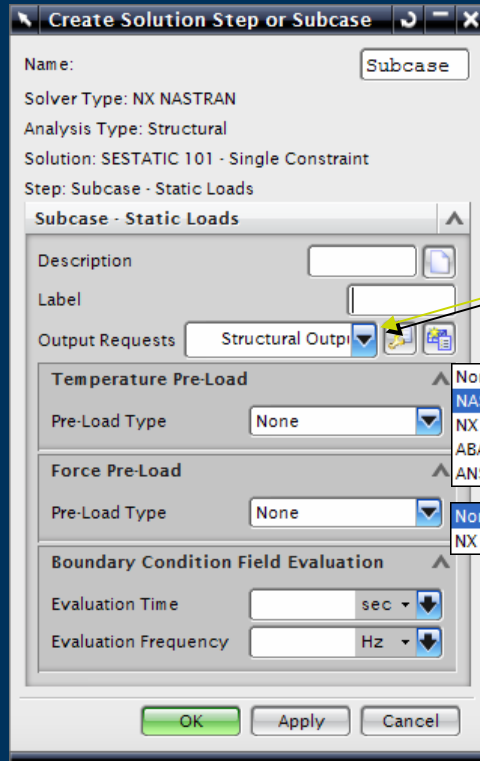 Create Solution Step or Subcase
Name: Subcase
Solver Type: NX NASTRAN
Analysis Type: Structural
Solution: SESTATIC 101 - Single Constraint
Step: Subcase - Static Loads
Subcase - Static Loads
Description
Label
Output Requests Structural Outpu
Temperature Pre-Load
Pre-Load Type None
NX
Force Pre-Load
Pre-Load Type None
NX
Boundary Condition Field Evaluation
Evaluation Time sec
Evaluation Frequency Hz
OK Apply Cancel